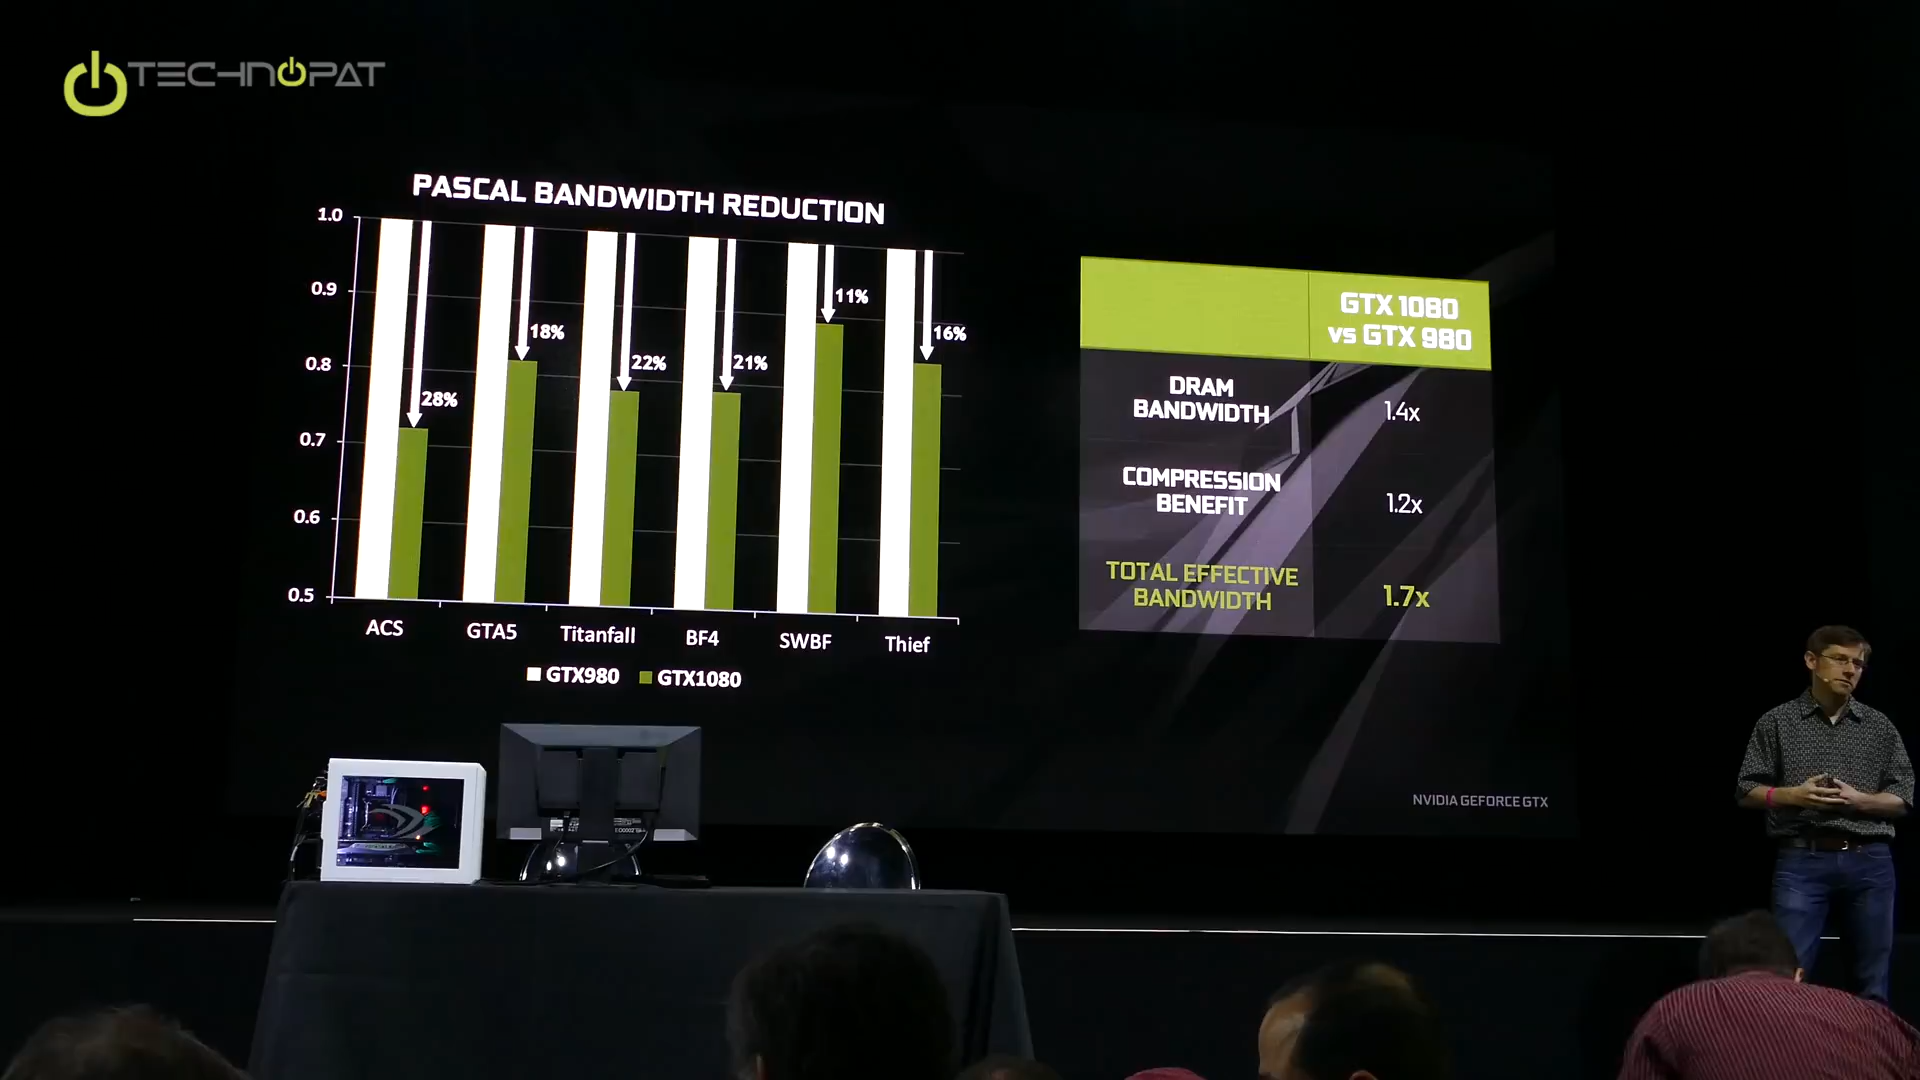 TECHNOPAT
PASCAL BANDWIDTH REDUCTION
1.0
0.9
0.8
0.7
0.6
0.5
28%
18%
22%
21%
11%
16%
ACS
GTA5
Titanfall
BF4
SWBF
Thief
GTX980
GTX1080
GTX 1080
vs GTX 980
DRAM
BANDWIDTH
1.4x
COMPRESSION
BENEFIT
1.2x
TOTAL EFFECTIVE
BANDWIDTH
1.7x
NVIDIA GEFORCE GTX